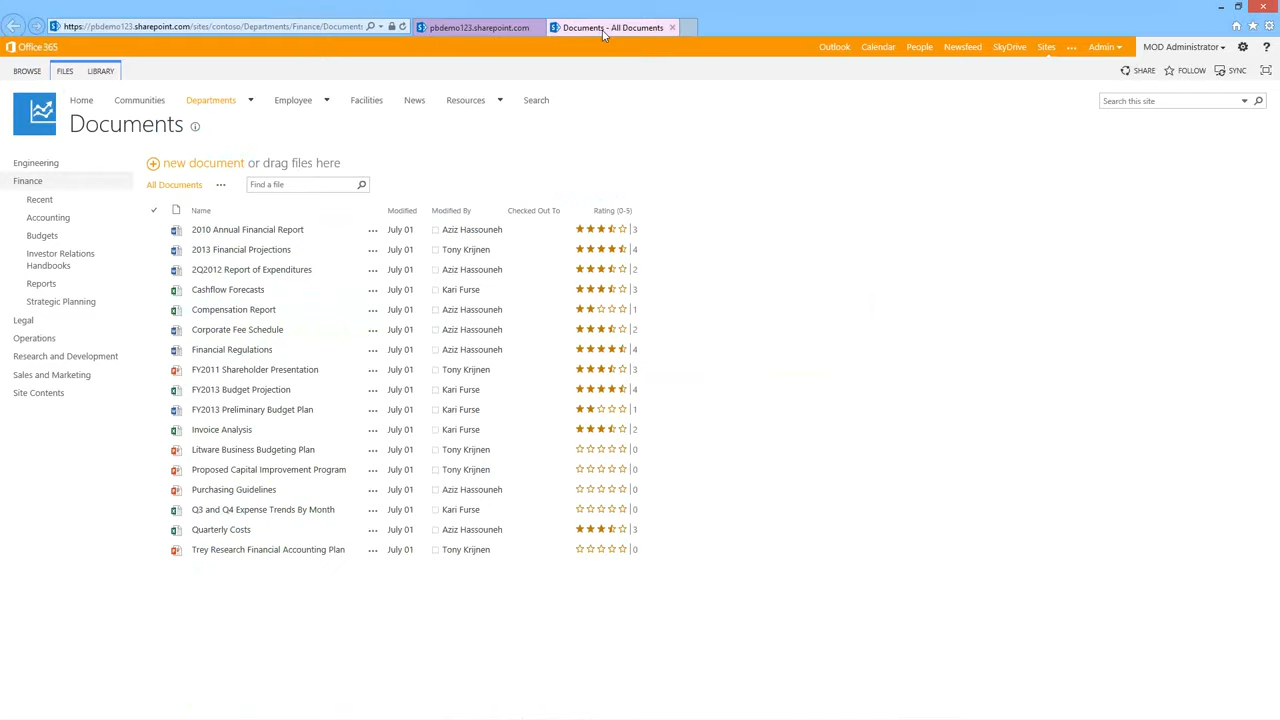 https://pbdemo123.sharepoint.com/sites/contoso/Departments/Finance/Documents
pbdemo123.sharepoint.com
Documents - All Documents
Office 365
Outlook Calendar People Newsfeed SkyDrive Sites ... Admin MOD Administrator ?
BROWSE FILES LIBRARY
SHARE FOLLOW SYNC
Home Communities Departments Employee Facilities News Resources Search
Search this site
Documents
Engineering
Finance
Recent
Accounting
Budgets
Investor Relations
Handbooks
Reports
Strategic Planning
Legal
Operations
Research and Development
Sales and Marketing
Site Contents
new document or drag files here
All Documents ... Find a file
Name Modified Modified By Checked Out To Rating (0-5)
2010 Annual Financial Report ... July 01 Aziz Hassouneh 3
2013 Financial Projections ... July 01 Tony Krijnen 4
2Q2012 Report of Expenditures ... July 01 Aziz Hassouneh 2
Cashflow Forecasts ... July 01 Kari Furse 3
Compensation Report ... July 01 Aziz Hassouneh 1
Corporate Fee Schedule ... July 01 Aziz Hassouneh 2
Financial Regulations ... July 01 Aziz Hassouneh 4
FY2011 Shareholder Presentation ... July 01 Tony Krijnen 3
FY2013 Budget Projection ... July 01 Kari Furse 4
FY2013 Preliminary Budget Plan ... July 01 Kari Furse 1
Invoice Analysis ... July 01 Kari Furse 2
Litware Business Budgeting Plan ... July 01 Tony Krijnen 0
Proposed Capital Improvement Program ... July 01 Tony Krijnen 0
Purchasing Guidelines ... July 01 Aziz Hassouneh 0
Q3 and Q4 Expense Trends By Month ... July 01 Kari Furse 0
Quarterly Costs ... July 01 Aziz Hassouneh 3
Trey Research Financial Accounting Plan ... July 01 Tony Krijnen 0